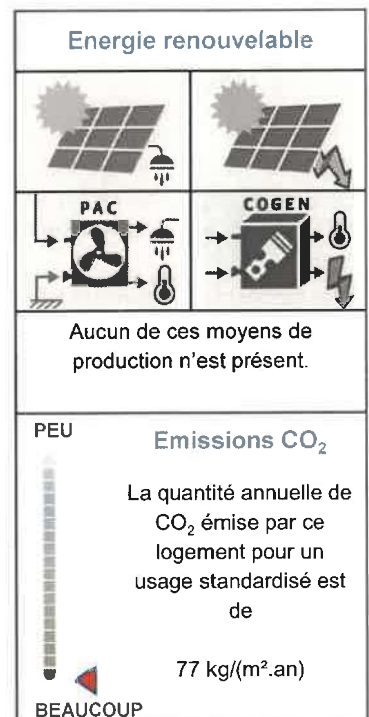 Energie renouvelable
PAC
COGEN
Aucun de ces moyens de
production n'est présent.
PEU
Emissions CO₂
La quantité annuelle de
CO₂ émise par ce
logement pour un
usage standardisé est
de
77 kg/(m².an)
BEAUCOUP